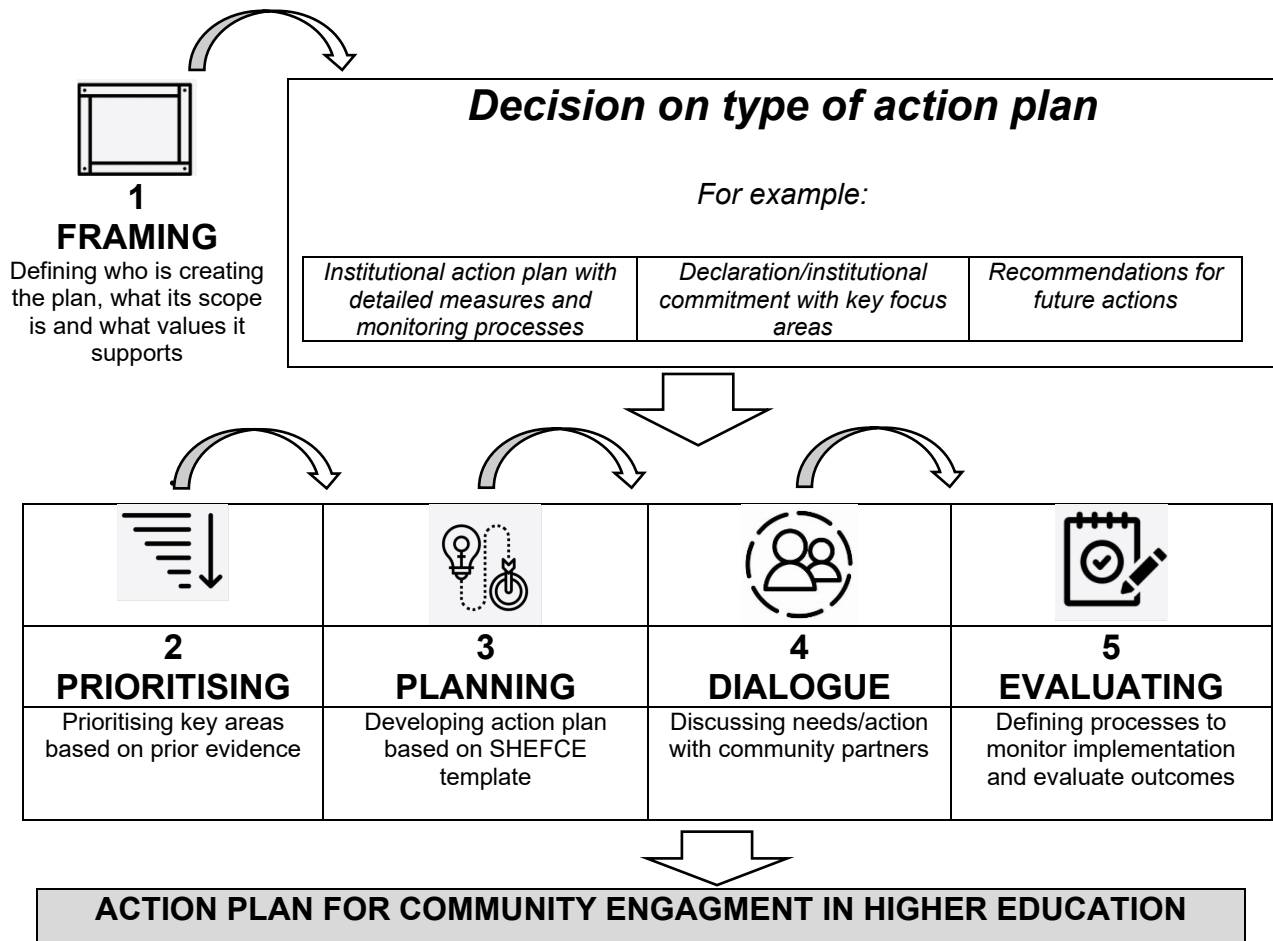 Decision on type of action plan
For example:
1
FRAMING
Defining who is creating
the plan, what its scope
is and what values it
supports
Institutional action plan with
detailed measures and
monitoring processes
Declaration/institutional
commitment with key focus
areas
Recommendations for
future actions
2
PRIORITISING
Prioritising key areas
based on prior evidence
3
PLANNING
Developing action plan
based on SHEFCE
template
4
DIALOGUE
Discussing needs/action
with community partners
5
EVALUATING
Defining processes to
monitor implementation
and evaluate outcomes
ACTION PLAN FOR COMMUNITY ENGAGMENT IN HIGHER EDUCATION